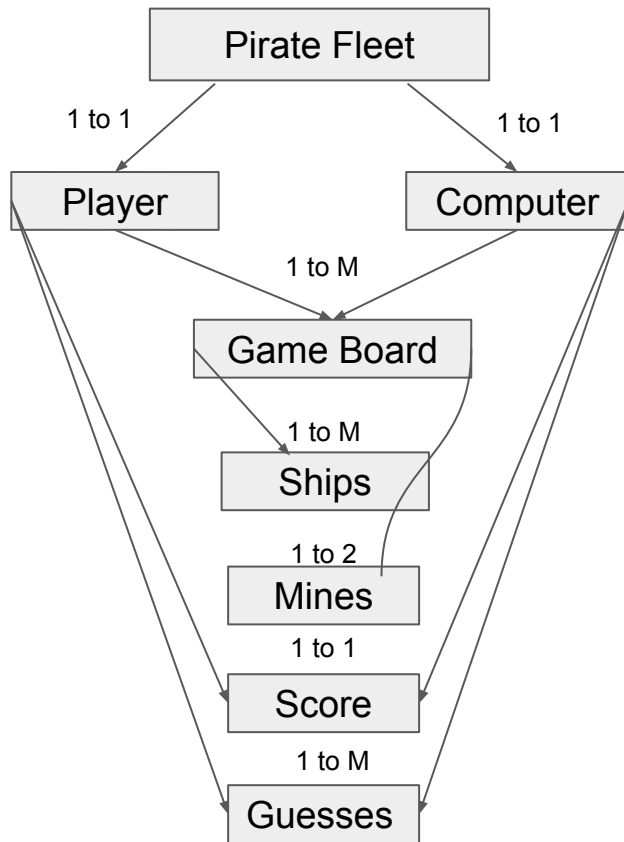 Pirate Fleet
1 to 1
1 to 1
Player
Computer
1 to M
Game Board
1 to M
Ships
1 to 2
Mines
1 to 1
Score
1 to M
Guesses